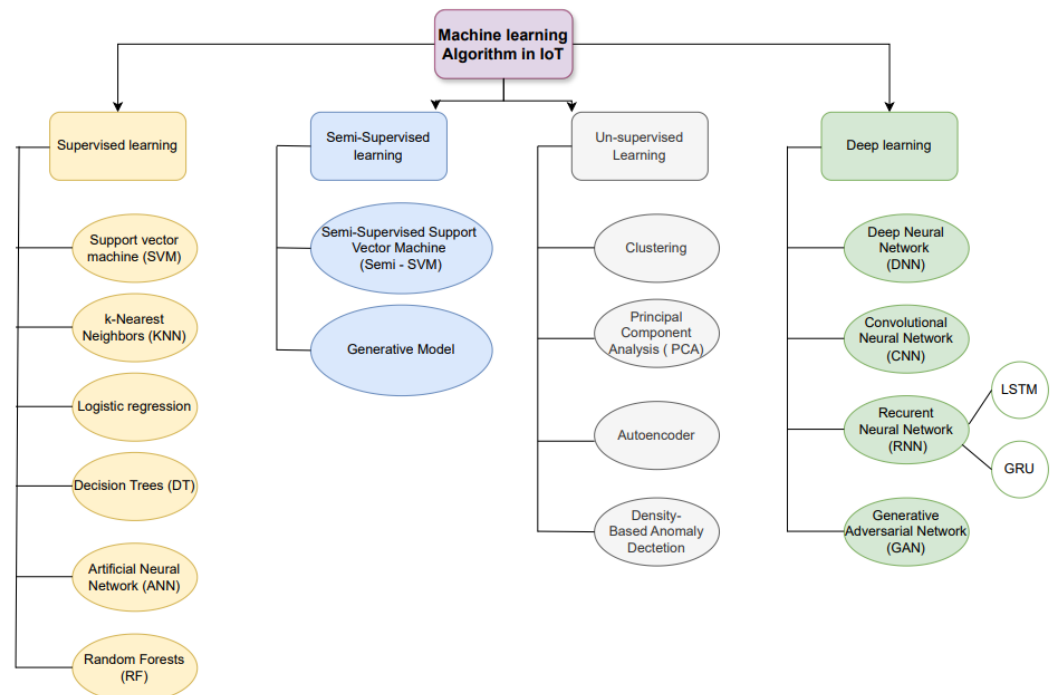 Machine learning
Algorithm in IoT
Supervised learning
Semi-Supervised
learning
Un-supervised
Learning
Deep learning
Support vector
machine (SVM)
k-Nearest
Neighbors (KNN)
Logistic regression
Decision Trees (DT)
Artificial Neural
Network (ANN)
Random Forests
(RF)
Semi-Supervised Support
Vector Machine
(Semi - SVM)
Generative Model
Clustering
Principal
Component
Analysis ( PCA)
Autoencoder
Density-
Based Anomaly
Dectetion
Deep Neural
Network
(DNN)
Convolutional
Neural Network
(CNN)
Recurent
Neural Network
(RNN)
LSTM
GRU
Generative
Adversarial Network
(GAN)